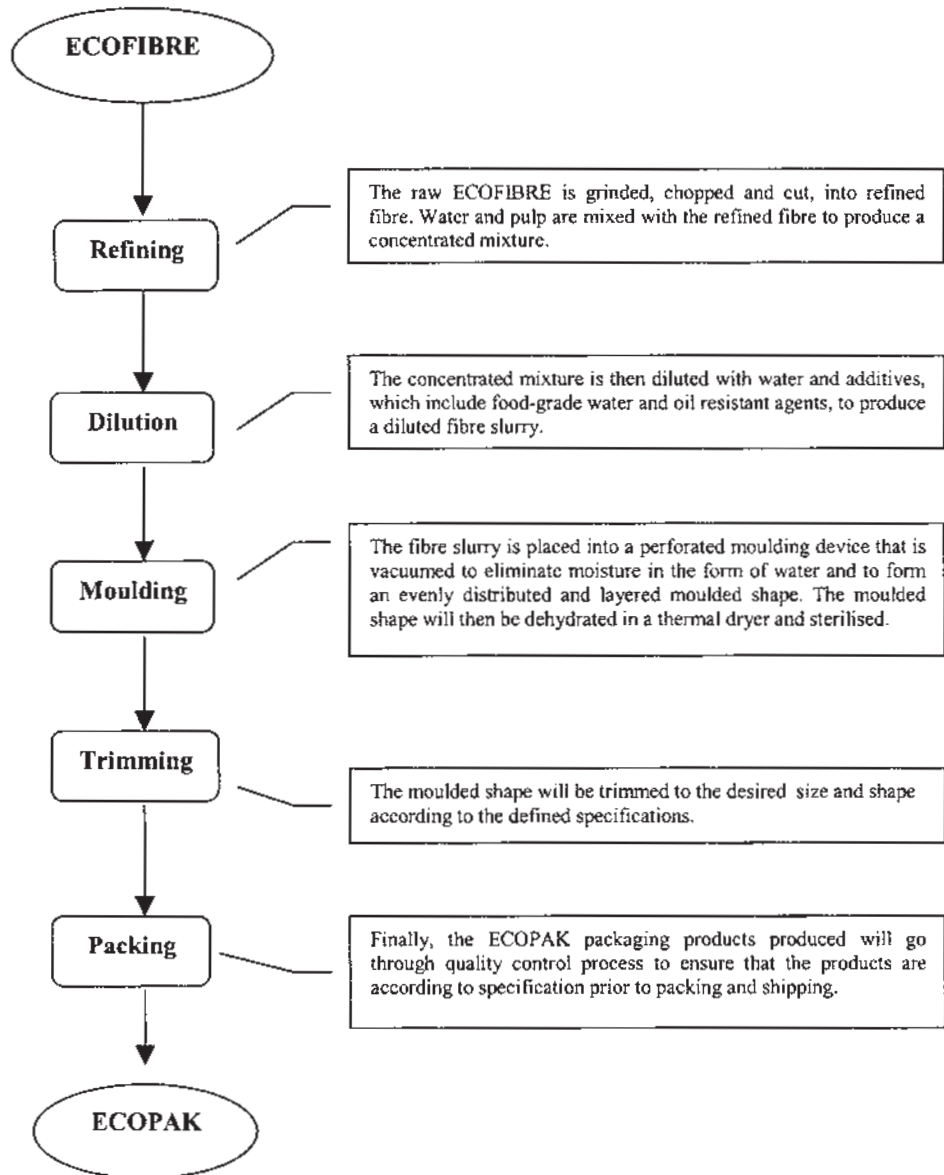 ECOFIBRE
Refining
The raw ECOFIBRE is grinded, chopped and cut, into refined
fibre. Water and pulp are mixed with the refined fibre to produce a
concentrated mixture.
Dilution
The concentrated mixture is then diluted with water and additives,
which include food-grade water and oil resistant agents, to produce
a diluted fibre slurry.
Moulding
The fibre slurry is placed into a perforated moulding device that is
vacuumed to eliminate moisture in the form of water and to form
an evenly distributed and layered moulded shape. The moulded
shape will then be dehydrated in a thermal dryer and sterilised.
Trimming
The moulded shape will be trimmed to the desired size and shape
according to the defined specifications.
Packing
Finally, the ECOPAK packaging products produced will go
through quality control process to ensure that the products are
according to specification prior to packing and shipping.
ECOPAK